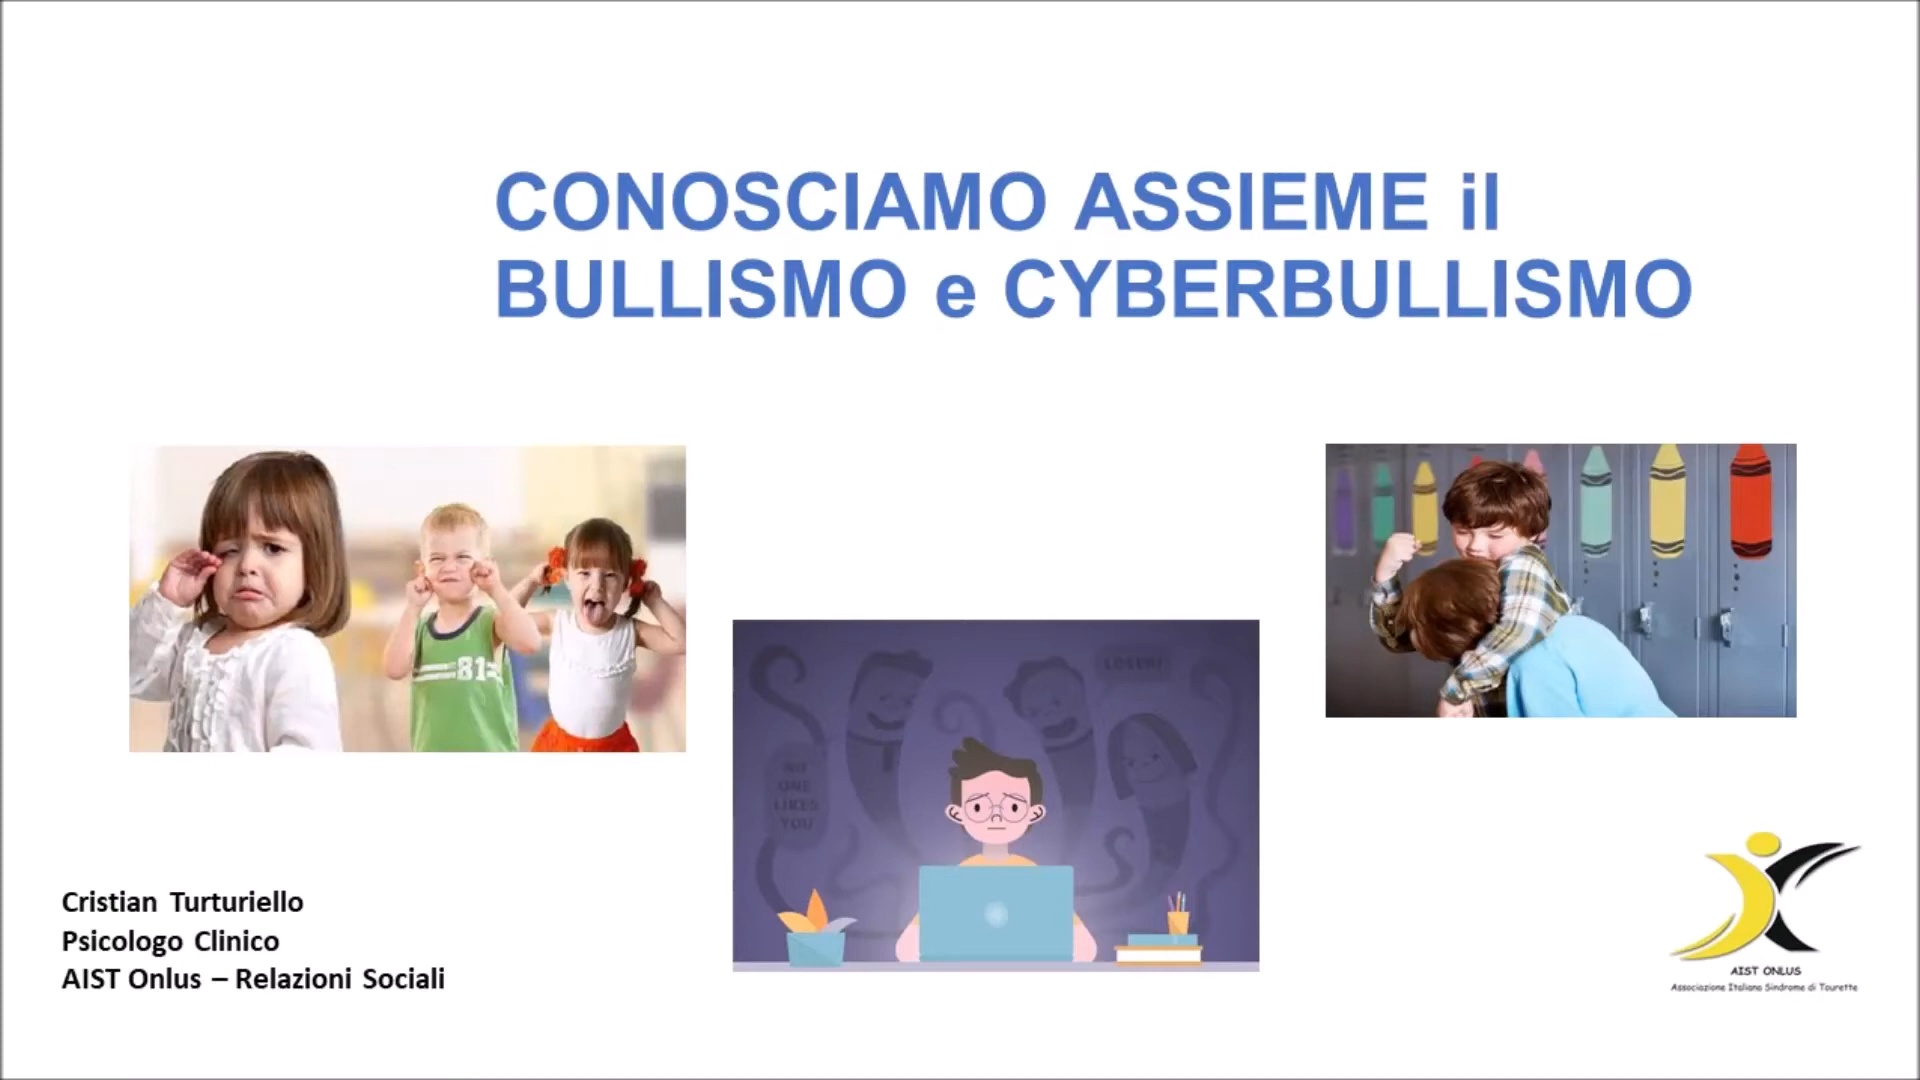 CONOSCIAMO ASSIEME il
BULLISMO e CYBERBULLISMO
81
LOSER!
NO
ONE
LIKES
YOU
Cristian Turturiello
Psicologo Clinico
AIST Onlus – Relazioni Sociali
AIST ONLUS
Associazione Italiana Sindrome di Tourette